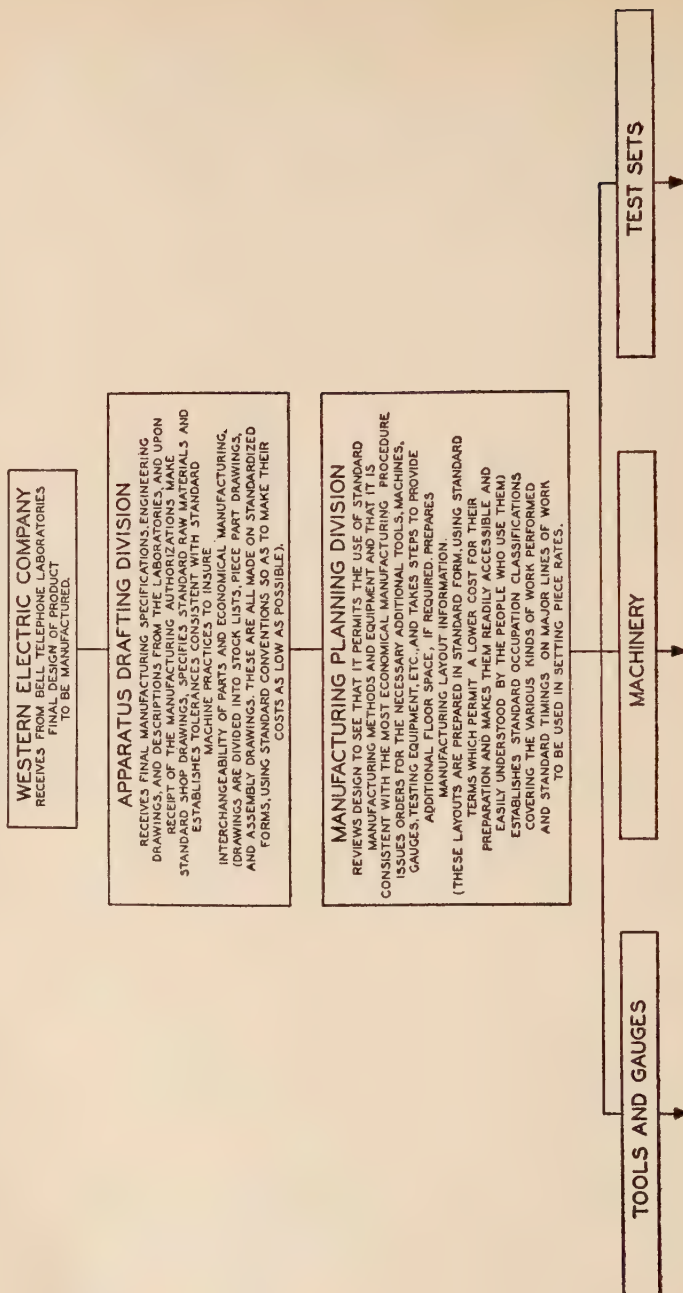 WESTERN ELECTRIC COMPANY
RECEIVES FROM BELL TELEPHONE LABORATORIES
FINAL DESIGN OF PRODUCT
TO BE MANUFACTURED.
APPARATUS DRAFTING DIVISION
RECEIVES FINAL MANUFACTURING SPECIFICATIONS, ENGINEERING
DRAWINGS, AND DESCRIPTIONS FROM THE LABORATORIES, AND UPON
RECEIPT OF THE MANUFACTURING AUTHORIZATIONS MAKE
STANDARD SHOP DRAWINGS, SPECIFIES STANDARD RAW MATERIALS AND
ESTABLISHES TOLERANCES CONSISTENT WITH STANDARD
MACHINE PRACTICES TO INSURE
INTERCHANGEABILITY OF PARTS AND ECONOMICAL MANUFACTURING.
(DRAWINGS ARE DIVIDED INTO STOCK LISTS, PIECE PART DRAWINGS,
AND ASSEMBLY DRAWINGS. THESE ARE ALL MADE ON STANDARDIZED
FORMS, USING STANDARD CONVENTIONS SO AS TO MAKE THEIR
COSTS AS LOW AS POSSIBLE).
MANUFACTURING PLANNING DIVISION
REVIEWS DESIGN TO SEE THAT IT PERMITS THE USE OF STANDARD
MANUFACTURING METHODS AND EQUIPMENT AND THAT IT IS
CONSISTENT WITH THE MOST ECONOMICAL MANUFACTURING PROCEDURE
ISSUES ORDERS FOR THE NECESSARY ADDITIONAL TOOLS, MACHINES,
GAUGES, TESTING EQUIPMENT, ETC., AND TAKES STEPS TO PROVIDE
ADDITIONAL FLOOR SPACE, IF REQUIRED. PREPARES
MANUFACTURING LAYOUT INFORMATION.
(THESE LAYOUTS ARE PREPARED IN STANDARD FORM, USING STANDARD
TERMS WHICH PERMIT A LOWER COST FOR THEIR
PREPARATION AND MAKES THEM READILY ACCESSIBLE AND
EASILY UNDERSTOOD BY THE PEOPLE WHO USE THEM)
ESTABLISHES STANDARD OCCUPATION CLASSIFICATIONS
COVERING THE VARIOUS KINDS OF WORK PERFORMED
AND STANDARD TIMINGS ON MAJOR LINES OF WORK
TO BE USED IN SETTING PIECE RATES.
TOOLS AND GAUGES
MACHINERY
TEST SETS